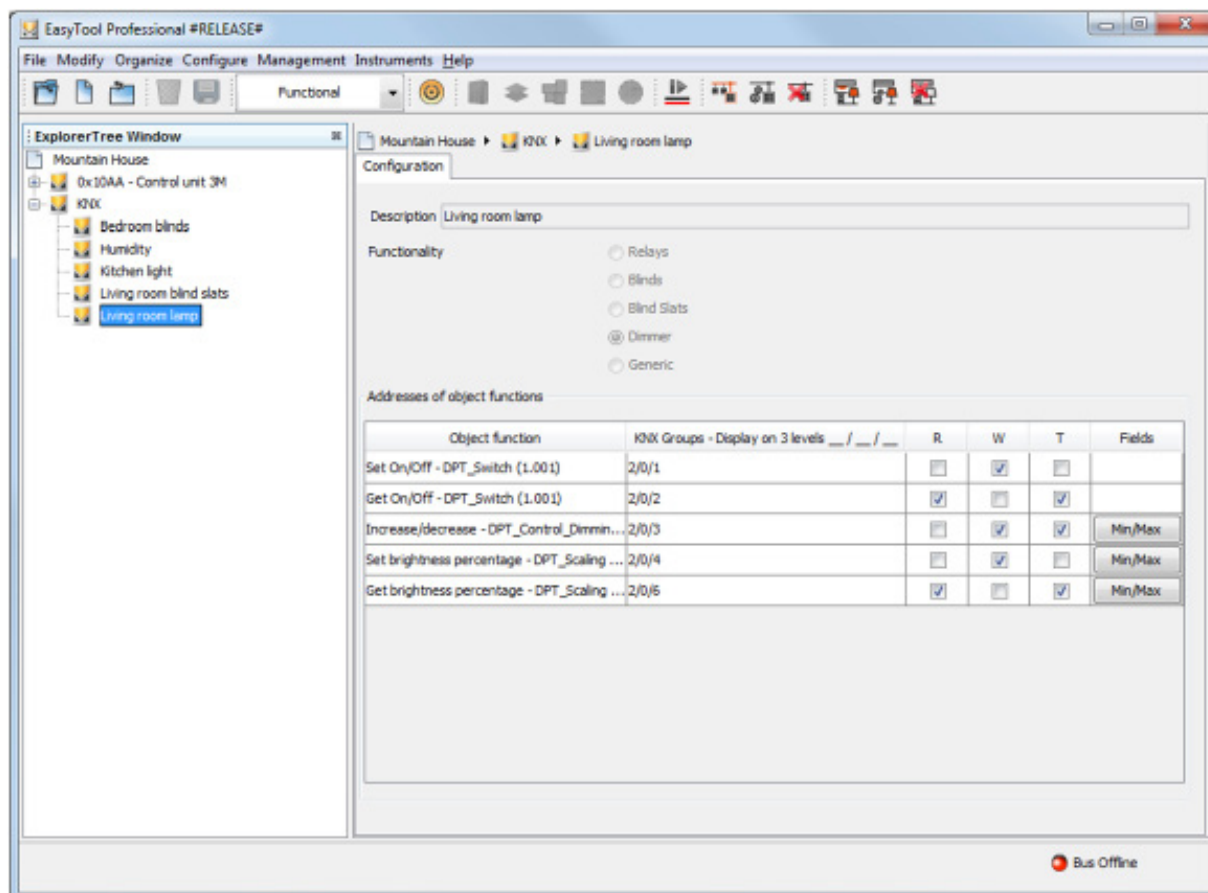 EasyTool Professional #RELEASE#
File Modify Organize Configure Management Instruments Help
Functional
ExplorerTree Window
Mountain House
0x10AA - Control unit 3M
KNX
Bedroom blinds
Humidity
Kitchen light
Living room blind slats
Living room lamp
Mountain House KNX Living room lamp
Configuration
Description Living room lamp
Functionality
Relays
Blinds
Blind Slats
Dimmer
Generic
Addresses of object functions
Object function KNX Groups - Display on 3 levels __ / __ / __ R W T Fields
Set On/Off - DPT_Switch (1.001) 2/0/1
Get On/Off - DPT_Switch (1.001) 2/0/2
Increase/decrease - DPT_Control_Dimmin... 2/0/3 Min/Max
Set brightness percentage - DPT_Scaling ... 2/0/4 Min/Max
Get brightness percentage - DPT_Scaling ... 2/0/6 Min/Max
Bus Offline